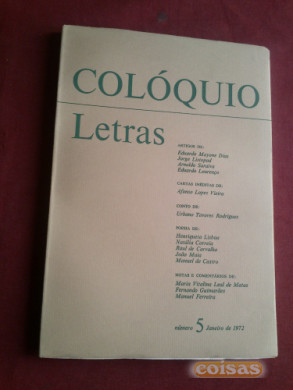 COLÓQUIO
Letras
ARTIGOS DE:
Eduardo Mayone Dias
Jorge Listopad
Arnaldo Saraiva
Eduardo Lourenço
CARTAS INÉDITAS DE:
Afonso Lopes Vieira
CONTO DE:
Urbano Tavares Rodrigues
POESIA DE:
Henriqueta Lisboa
Natália Correia
Raul de Carvalho
João Maia
Manuel de Castro
NOTAS E COMENTÁRIOS DE:
Maria Vitalina Leal de Matos
Fernando Guimarães
Manuel Ferreira
número 5 Janeiro de 1972
coisas